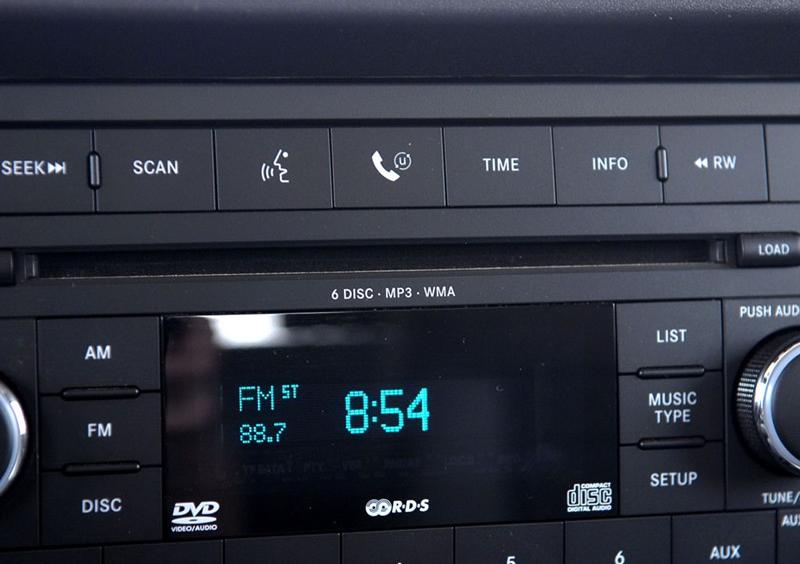 SEEK SCAN U TIME INFO RW
LOAD
6 DISC · MP3 · WMA
PUSH AUD
AM
LIST
FM ST
8:54
88.7
FM
MUSIC
TYPE
DISC
SETUP
DVD
VIDEO/AUDIO
R·D·S
COMPACT
disc
DIGITAL AUDIO
TUNE/
5 6 AUX
AU